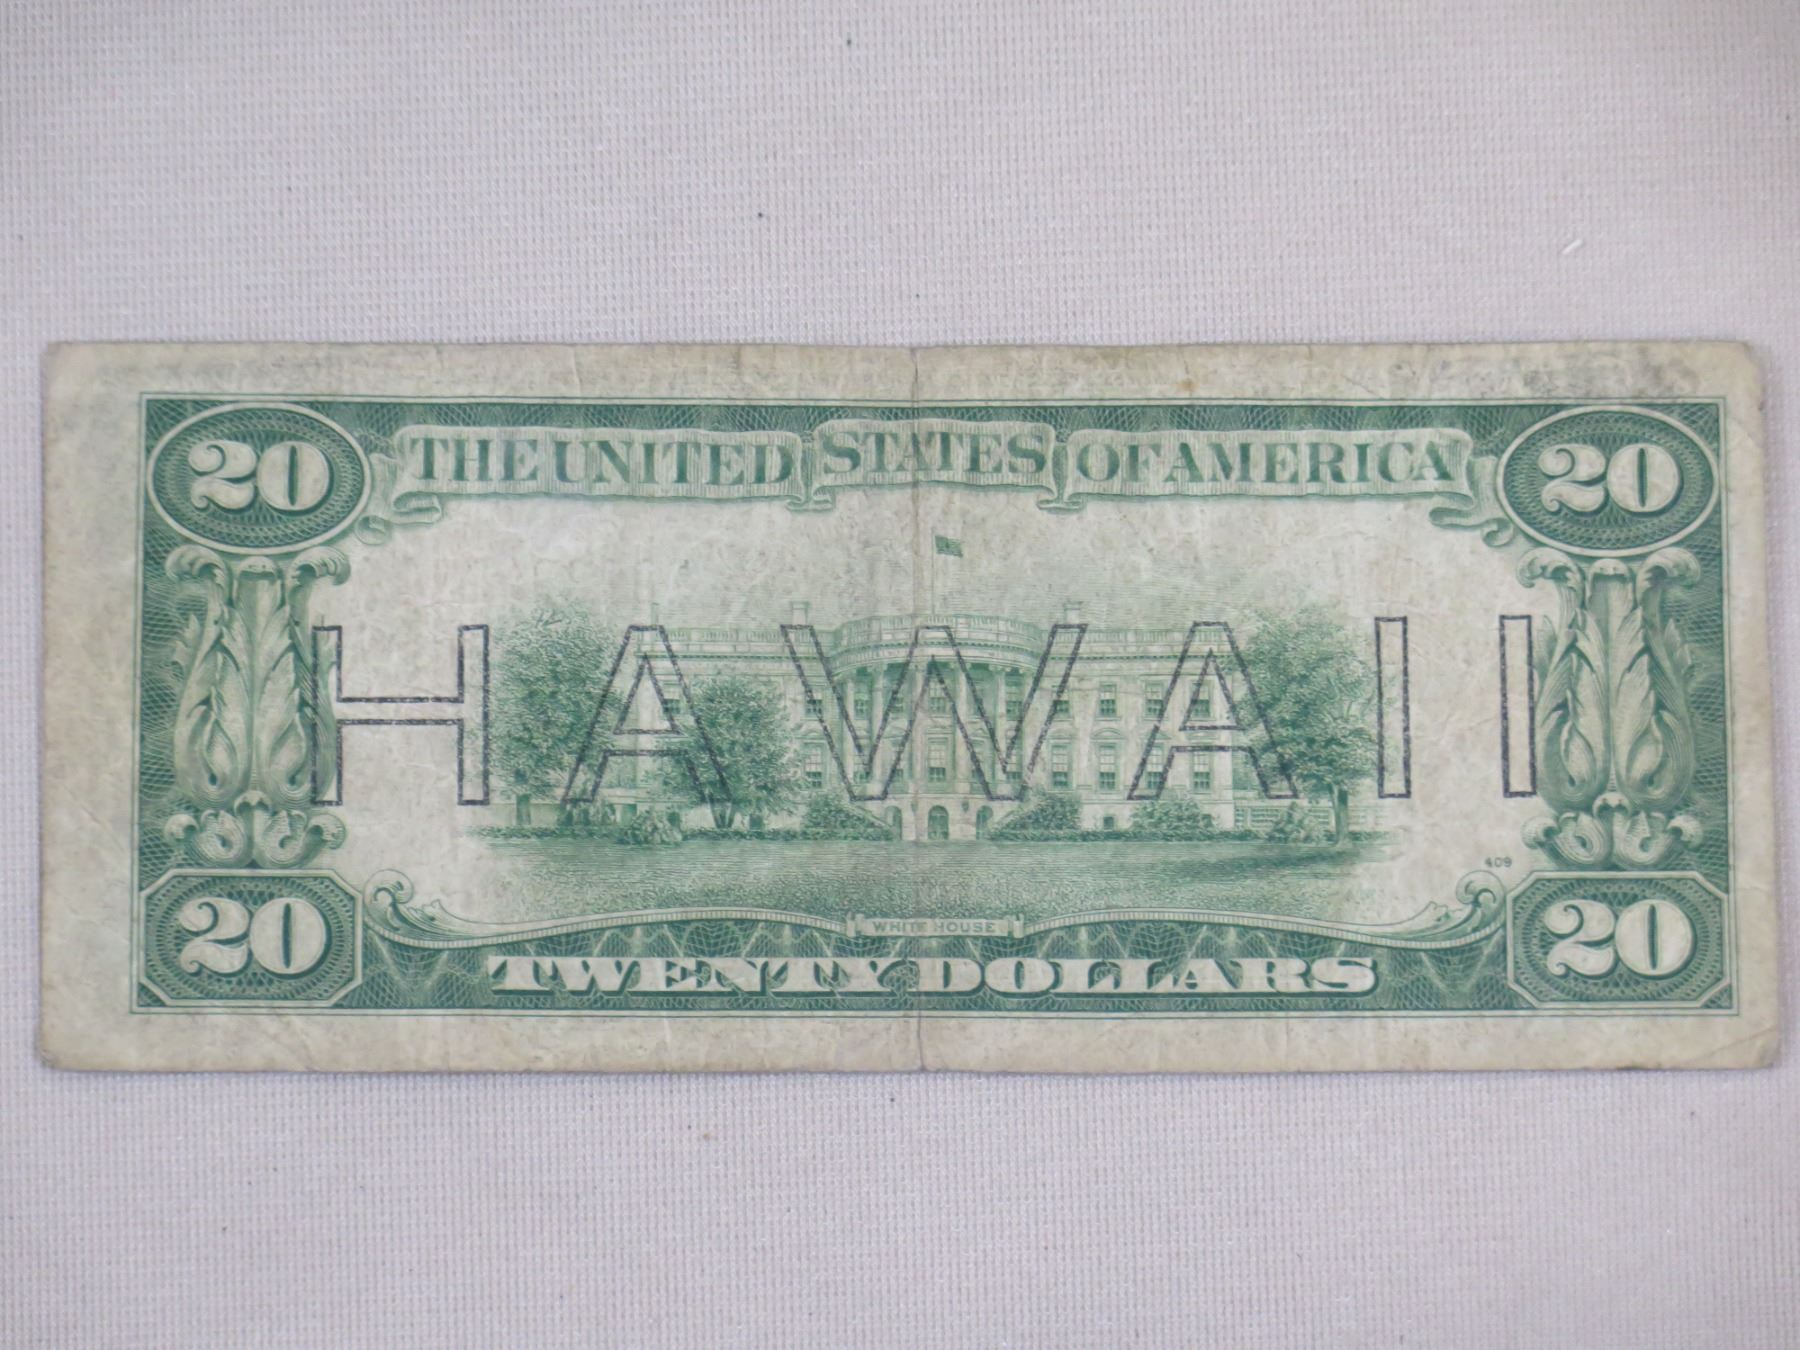 20 THE UNITED STATES OF AMERICA 20
HAWAII
409
WHITE HOUSE
20 TWENTY DOLLARS 20